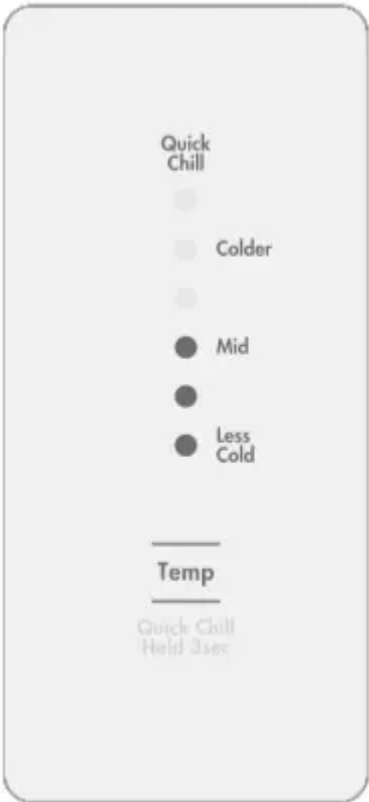 Quick
Chill
Colder
Mid
Less
Cold
Temp
Quick Chill
Hold 3sec